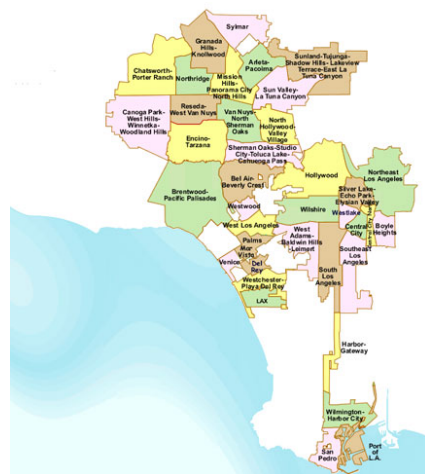 Sylmar
Granada
Hills-
Knollwood
Sunland-Tujunga-
Shadow Hills- Lakeview
Terrace-East La
Tuna Canyon
Chatsworth-
Porter Ranch
Northridge
Mission
Hills-
Panorama City
North Hills
Arleta-
Pacoima
Sun Valley-
La Tuna Canyon
Canoga Park-
West Hills-
Winnetka-
Woodland Hills
Reseda-
West Van Nuys
Van Nuys-
North
Sherman
Oaks
North
Hollywood-
Valley
Village
Encino-
Tarzana
Sherman Oaks-Studio
City-Toluca Lake-
Cahuenga Pass
Brentwood-
Pacific Palisades
Bel Air-
Beverly Crest
Hollywood
Northeast
Los Angeles
Silver Lake-
Echo Park-
Elysian Valley
Westwood
Wilshire
Westlake
Central
City
Boyle
Heights
West Los Angeles
West
Adams-
Baldwin Hills
-Leimert
Southeast
Los
Angeles
Palms
Mar
Vista
Del
Rey
Venice
South
Los
Angeles
Westchester-
Playa Del Rey
LAX
Harbor-
Gateway
Wilmington-
Harbor City
San
Pedro
Port
of
L.A.